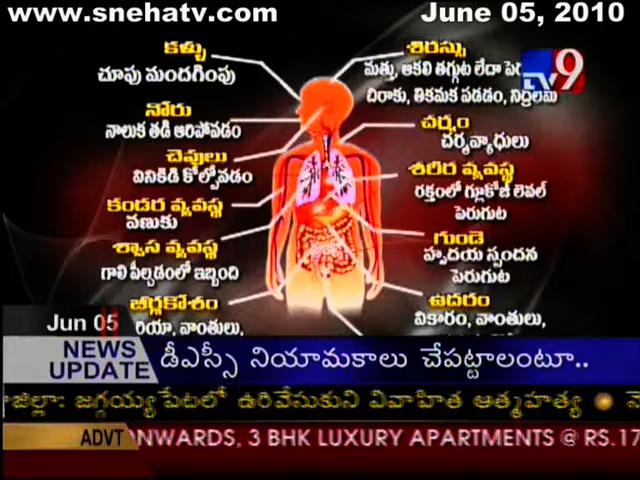 www.snehatv.com
June 05, 2010
tv9
కళ్ళు
చూపు మందగింపు
నోరు
నాలుక తడి ఆరిపోవడం
చెవులు
వినికిడి కోల్పోవడం
కండర వ్యవస్థ
వణుకు
శ్వాస వ్యవస్థ
గాలి పీల్చడంలో ఇబ్బంది
జీర్ణకోశం
వాంతులు,
శిరస్సు
మత్తు, ఆకలి తగ్గుట లేదా
చిరాకు, తికమక పడడం,
చర్మం
చర్మవ్యాధులు
శరీర వ్యవస్థ
రక్తంలో గ్లూకోజ్ లెవల్
పెరుగుట
గుండె
హృదయ స్పందన
పెరుగుట
ఉదరం
వికారం, వాంతులు,
Jun 05
NEWS
UPDATE
డీఎస్సీ నియామకాలు చేపట్టాలంటూ..
జిల్లా: జగ్గయ్యపేటలో ఉరివేసుకుని వివాహిత ఆత్మహత్య
ADVT
ONWARDS, 3 BHK LUXURY APARTMENTS @ RS.17